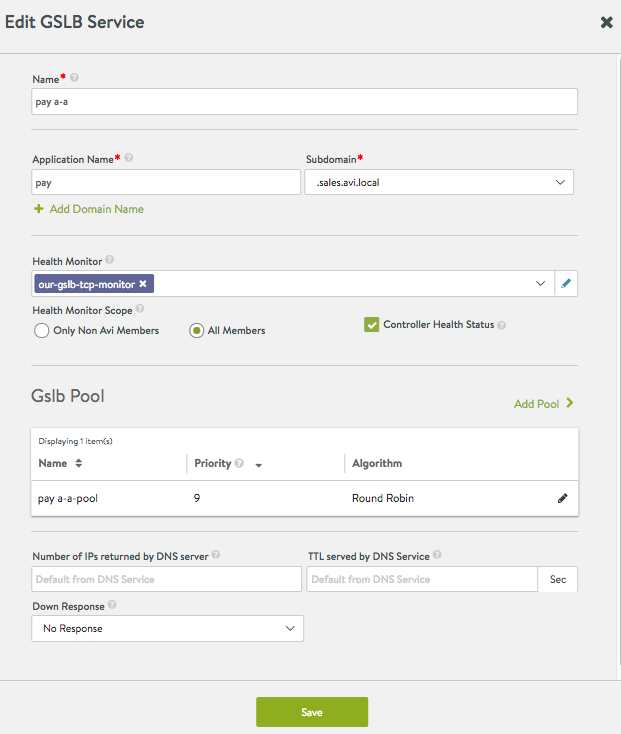 Edit GSLB Service
Name*
pay a-a
Application Name* Subdomain*
pay .sales.avi.local
+ Add Domain Name
Health Monitor
our-gslb-tcp-monitor
Health Monitor Scope
Only Non Avi Members All Members Controller Health Status
Gslb Pool
Add Pool
Displaying 1 item(s)
Name Priority Algorithm
pay a-a-pool 9 Round Robin
Number of IPs returned by DNS server TTL served by DNS Service
Default from DNS Service Default from DNS Service Sec
Down Response
No Response
Save